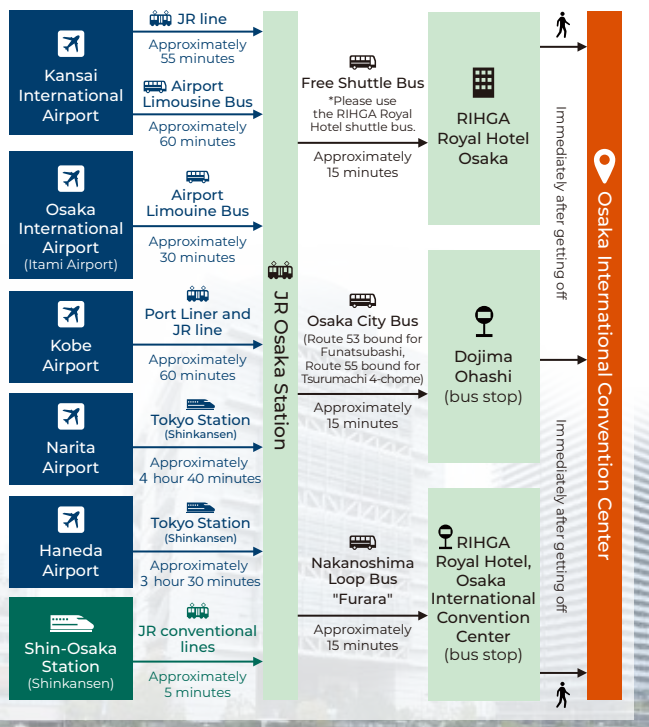 Kansai
International
Airport
JR line
Approximately
55 minutes
Airport
Limousine Bus
Approximately
60 minutes
Osaka
International
Airport
(Itami Airport)
Airport
Limouine Bus
Approximately
30 minutes
Kobe
Airport
Port Liner and
JR line
Approximately
60 minutes
Narita
Airport
Tokyo Station
(Shinkansen)
Approximately
4 hour 40 minutes
Haneda
Airport
Tokyo Station
(Shinkansen)
Approximately
3 hour 30 minutes
Shin-Osaka
Station
(Shinkansen)
JR conventional
lines
Approximately
5 minutes
JR Osaka Station
Free Shuttle Bus
*Please use
the RIHGA Royal
Hotel shuttle bus.
Approximately
15 minutes
RIHGA
Royal Hotel
Osaka
Osaka City Bus
(Route 53 bound for
Funatsubashi,
Route 55 bound for
Tsurumachi 4-chome)
Approximately
15 minutes
Dojima
Ohashi
(bus stop)
Nakanoshima
Loop Bus
"Furara"
Approximately
15 minutes
RIHGA
Royal Hotel,
Osaka
International
Convention
Center
(bus stop)
Immediately after getting off
Immediately after getting off
Osaka International Convention Center